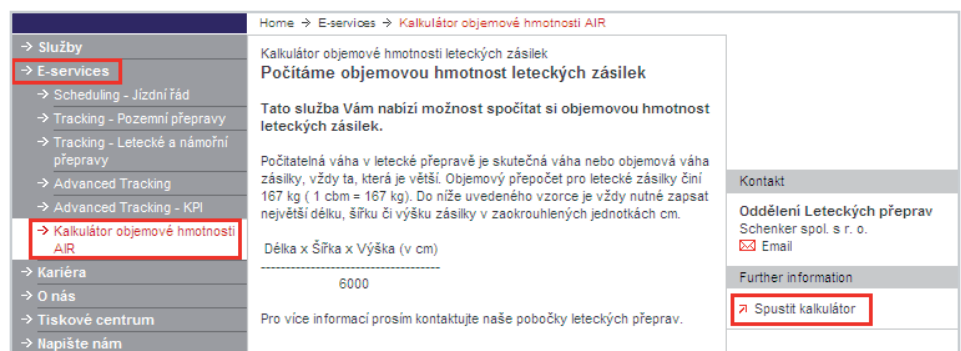 Home → E-services → Kalkulátor objemové hmotnosti AIR
→ Služby
→ E-services
→ Scheduling - Jízdní řád
→ Tracking - Pozemní přepravy
→ Tracking - Letecké a námořní
přepravy
→ Advanced Tracking
→ Advanced Tracking - KPI
→ Kalkulátor objemové hmotnosti
AIR
→ Kariéra
→ O nás
→ Tiskové centrum
→ Napište nám
Kalkulátor objemové hmotnosti leteckých zásilek
Počítáme objemovou hmotnost leteckých zásilek
Tato služba Vám nabízí možnost spočítat si objemovou hmotnost
leteckých zásilek.
Počitatelná váha v letecké přepravě je skutečná váha nebo objemová váha
zásilky, vždy ta, která je větší. Objemový přepočet pro letecké zásilky činí
167 kg ( 1 cbm = 167 kg). Do níže uvedeného vzorce je vždy nutné zapsat
největší délku, šířku či výšku zásilky v zaokrouhlených jednotkách cm.
Délka x Šířka x Výška (v cm)
------------------------------------
6000
Pro více informací prosím kontaktujte naše pobočky leteckých přeprav.
Kontakt
Oddělení Leteckých přeprav
Schenker spol. s r. o.
Email
Further information
Spustit kalkulátor